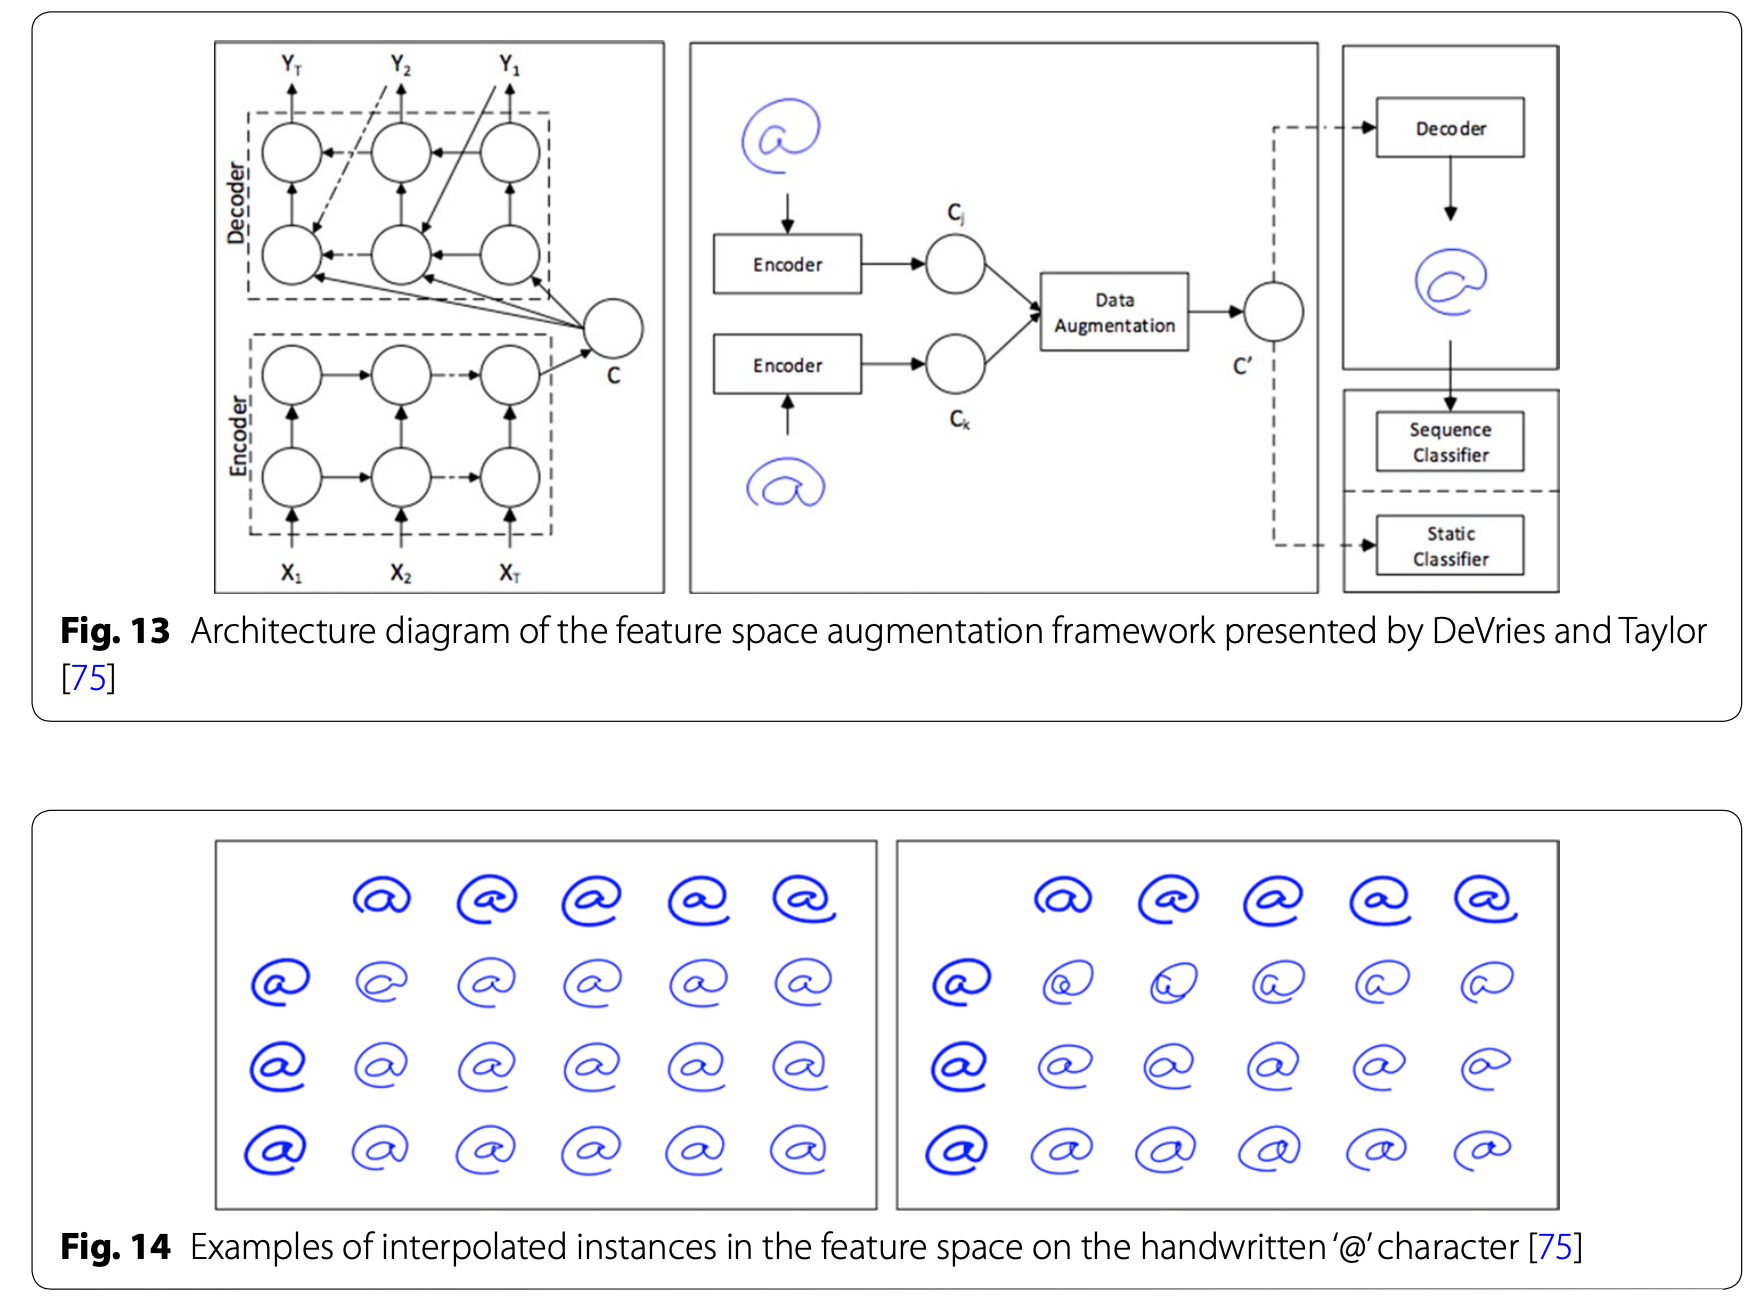 Y_T Y_2 Y_1
Decoder
C
Encoder
X_1 X_2 X_T
Encoder
C_j
Encoder
C_k
Data
Augmentation
C'
Decoder
Sequence
Classifier
Static
Classifier
Fig. 13 Architecture diagram of the feature space augmentation framework presented by DeVries and Taylor
[75]
@ @ @ @ @
@ @ @ @ @ @
@ @ @ @ @ @
@ @ @ @ @ @
@ @ @ @ @
@ @ @ @ @ @
@ @ @ @ @ @
@ @ @ @ @ @
Fig. 14 Examples of interpolated instances in the feature space on the handwritten ‘@’ character [75]